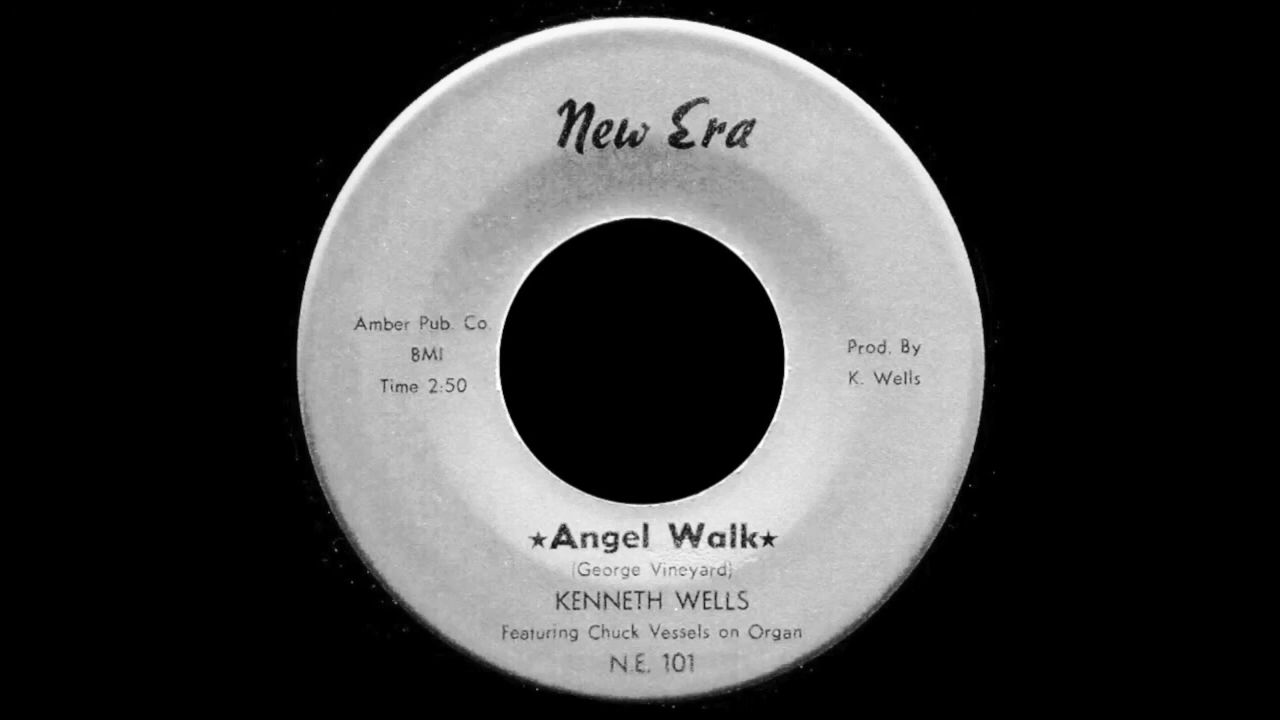 New Era
Amber Pub. Co.
BMI
Time 2:50
Prod. By
K. Wells
★Angel Walk★
(George Vineyard)
KENNETH WELLS
Featuring Chuck Vessels on Organ
N.E. 101